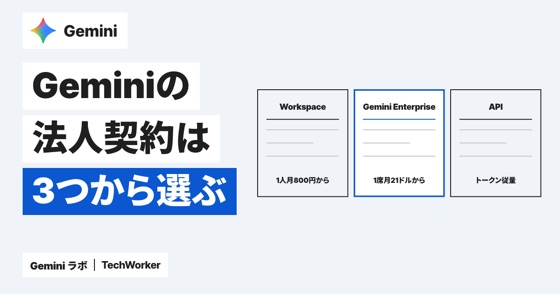 Gemini
Geminiの
法人契約は
3つから選ぶ
Workspace
1人月800円から
Gemini Enterprise
1席月21ドルから
API
トークン従量
Gemini ラボ | TechWorker